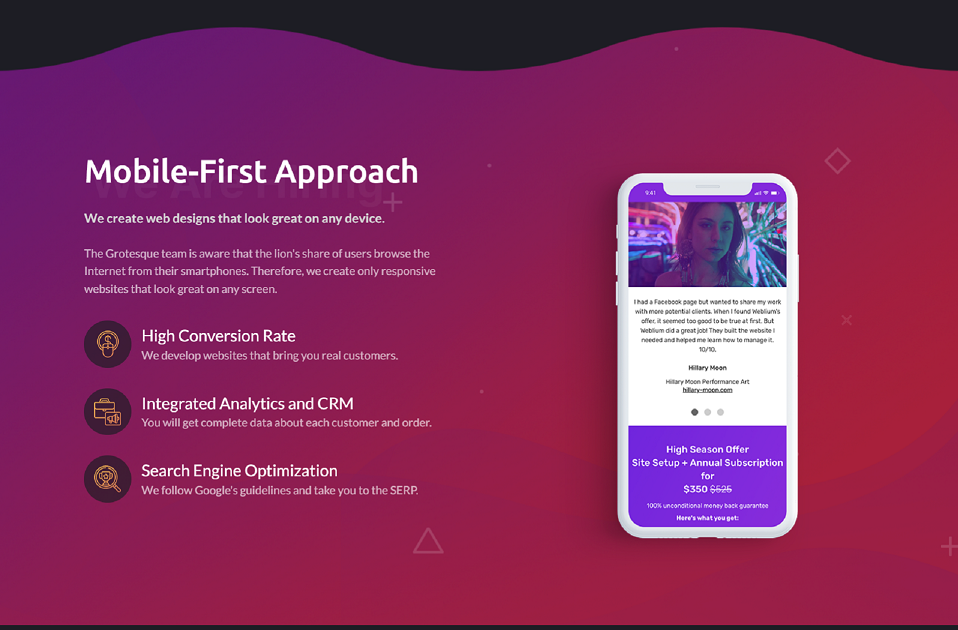 Mobile-First Approach
We Are Hiring
We create web designs that look great on any device.
The Grotesque team is aware that the lion's share of users browse the
Internet from their smartphones. Therefore, we create only responsive
websites that look great on any screen.
High Conversion Rate
We develop websites that bring you real customers.
Integrated Analytics and CRM
You will get complete data about each customer and order.
Search Engine Optimization
We follow Google's guidelines and take you to the SERP.
9:41
I had a Facebook page but wanted to share my work
with more potential clients. When I found Weblium's
offer, it seemed too good to be true at first. But
Weblium did a great job! They built the website I
needed and helped me learn how to manage it.
10/10.
Hillary Moon
Hillary Moon Performance Art
hillary-moon.com
High Season Offer
Site Setup + Annual Subscription
for
$350 $525
100% unconditional money back guarantee
Here's what you get: